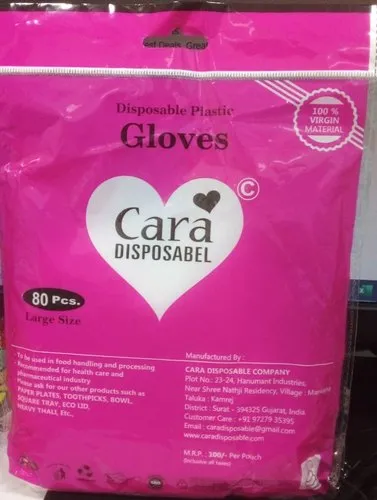 Disposable Plastic
Gloves
100 %
VIRGIN
MATERIAL
©
Cara
DISPOSABEL
80 Pcs.
Large Size
- To be used in food handling and processing
- Recommended for health care and
pharmaceutical industry
Please ask for our other products such as
PAPER PLATES, TOOTHPICKS, BOWL,
SQUARE TRAY, ECO LID,
HEAVY THALI, Etc.,
Manufactured By :
CARA DISPOSABLE COMPANY
Plot No.: 23-24, Hanumant Industries,
Near Shree Nathji Residency, Village :
Taluka : Kamrej
District : Surat - 394325 Gujarat, India
Customer Care : +91 97279 35395
Email : caradisposable@gmail.com
www.caradisposable.com
M.R.P. : 300/- Per Pouch
(Inclusive all taxes)